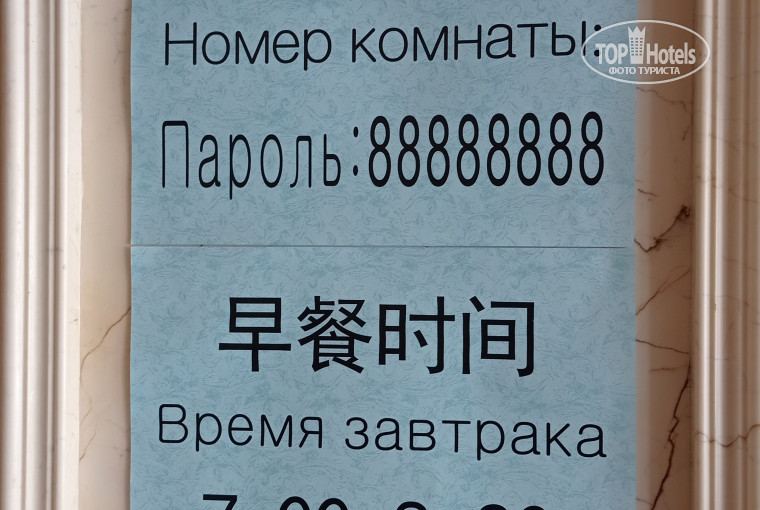 Номер комнаты:
TOP Hotels
ФОТО ТУРИСТА
Пароль:88888888
早餐时间
Время завтрака